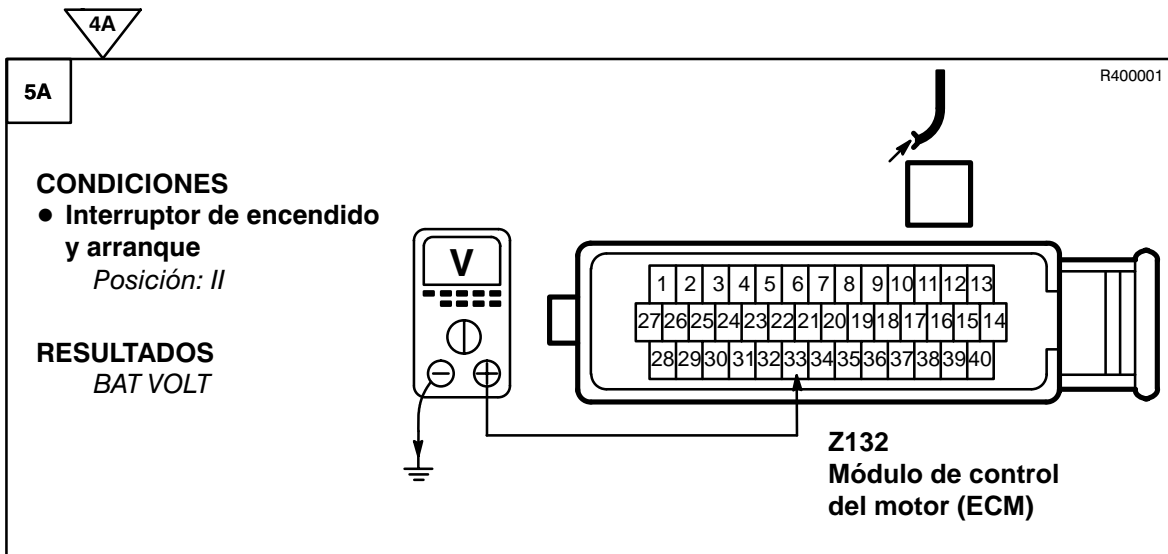 4A
5A
R400001
CONDICIONES
● Interruptor de encendido
y arranque
Posición: II
RESULTADOS
BAT VOLT
V
1 2 3 4 5 6 7 8 9 10 11 12 13
27 26 25 24 23 22 21 20 19 18 17 16 15 14
28 29 30 31 32 33 34 35 36 37 38 39 40
Z132
Módulo de control
del motor (ECM)